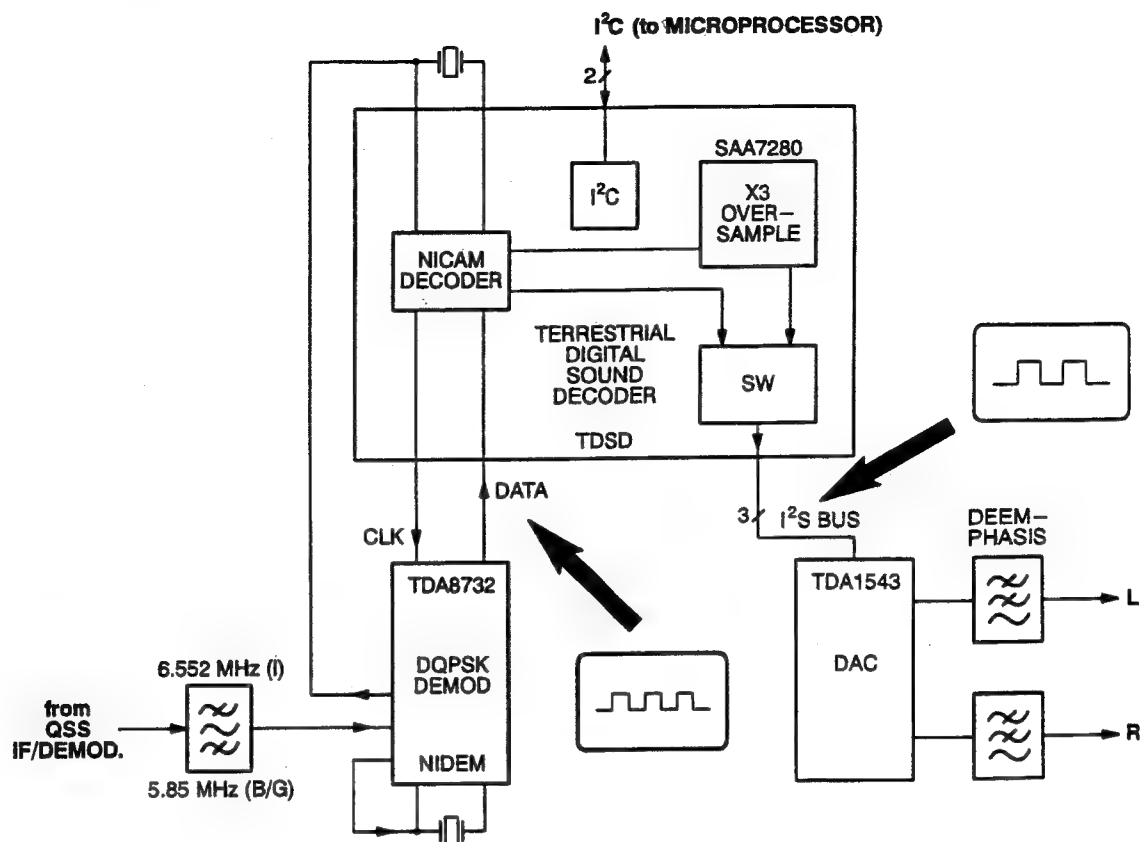 I²C (to MICROPROCESSOR)
2
SAA7280
I²C
X3
OVER–
SAMPLE
NICAM
DECODER
TERRESTRIAL
DIGITAL
SOUND
DECODER
SW
TDSD
DATA
3
I²S BUS
CLK
DEEM–
PHASIS
TDA8732
TDA1543
L
DQPSK
DEMOD
DAC
6.552 MHz (I)
from
QSS
IF/DEMOD.
R
NIDEM
5.85 MHz (B/G)